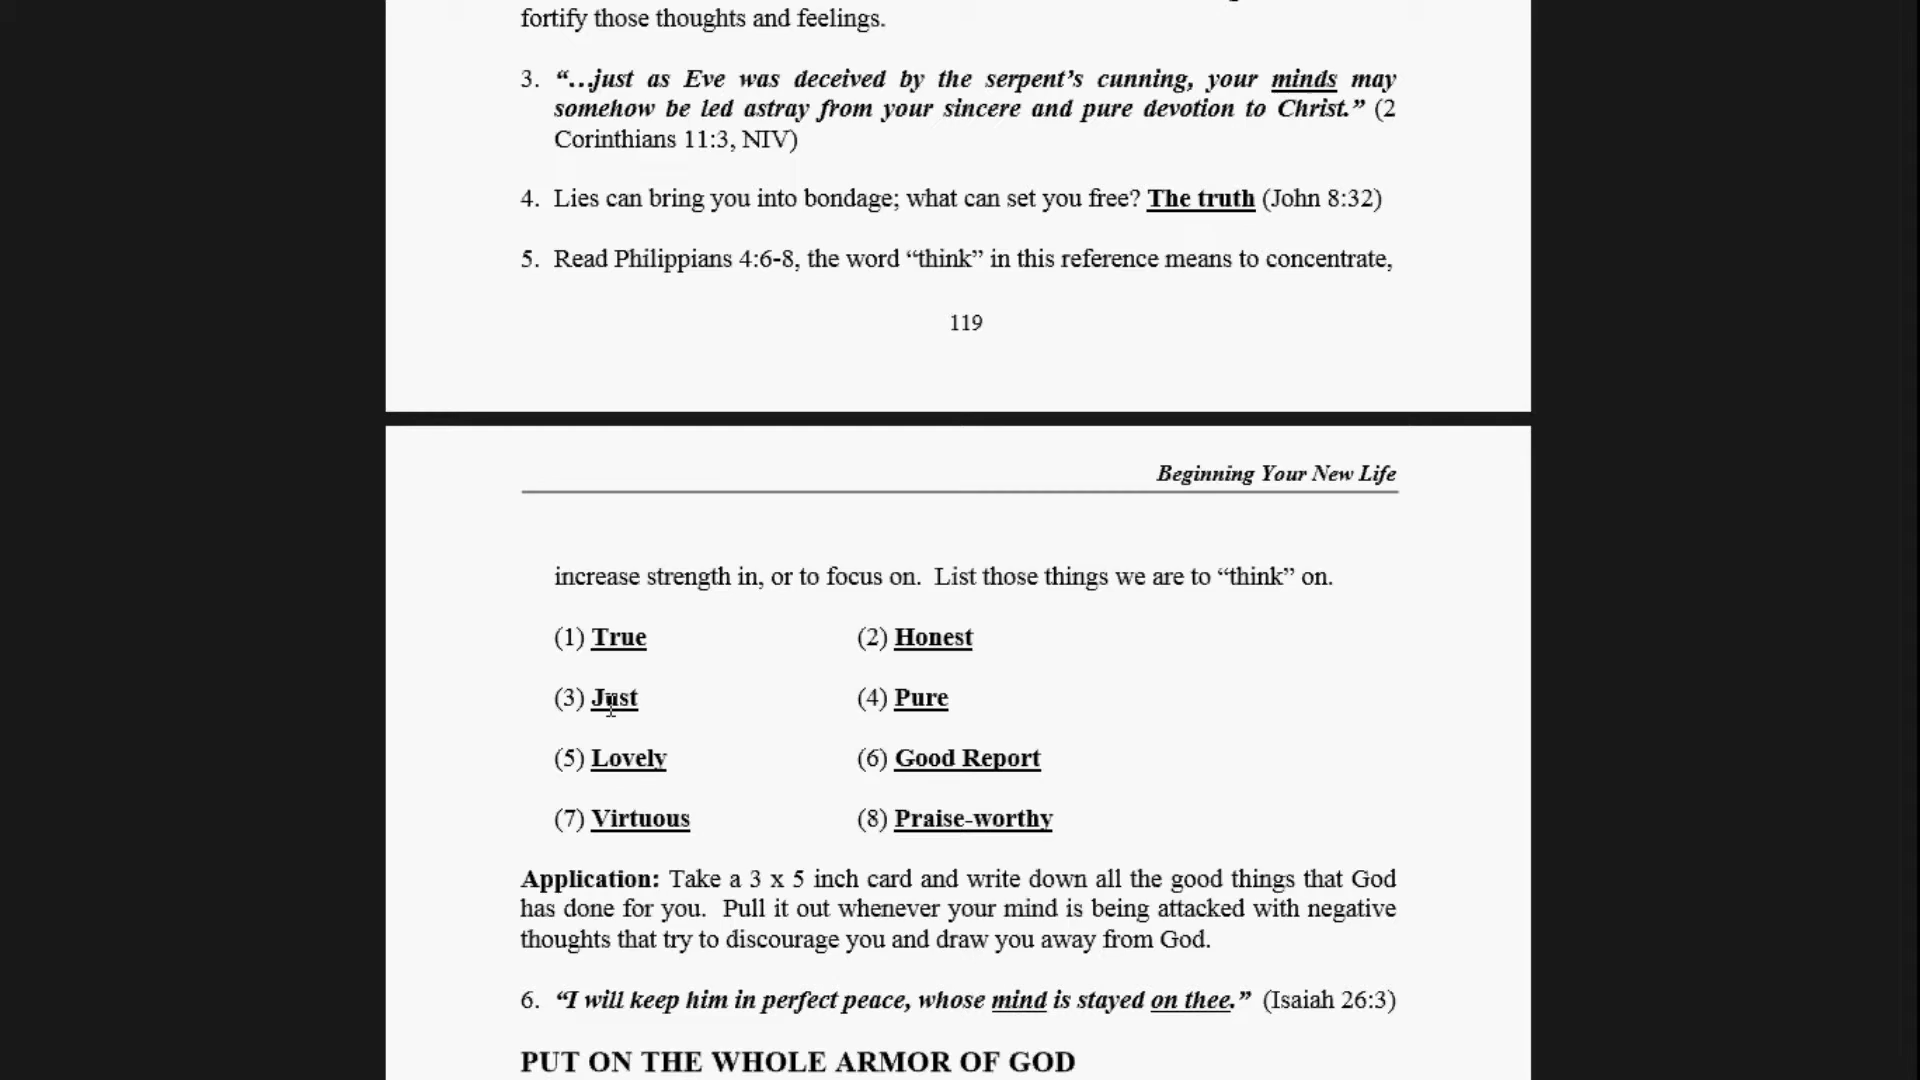 fortify those thoughts and feelings.
3. “…just as Eve was deceived by the serpent’s cunning, your minds may
somehow be led astray from your sincere and pure devotion to Christ.” (2
Corinthians 11:3, NIV)
4. Lies can bring you into bondage; what can set you free? The truth (John 8:32)
5. Read Philippians 4:6-8, the word “think” in this reference means to concentrate,
119
Beginning Your New Life
increase strength in, or to focus on. List those things we are to “think” on.
(1) True (2) Honest
(3) Just (4) Pure
(5) Lovely (6) Good Report
(7) Virtuous (8) Praise-worthy
Application: Take a 3 x 5 inch card and write down all the good things that God
has done for you. Pull it out whenever your mind is being attacked with negative
thoughts that try to discourage you and draw you away from God.
6. “I will keep him in perfect peace, whose mind is stayed on thee.” (Isaiah 26:3)
PUT ON THE WHOLE ARMOR OF GOD